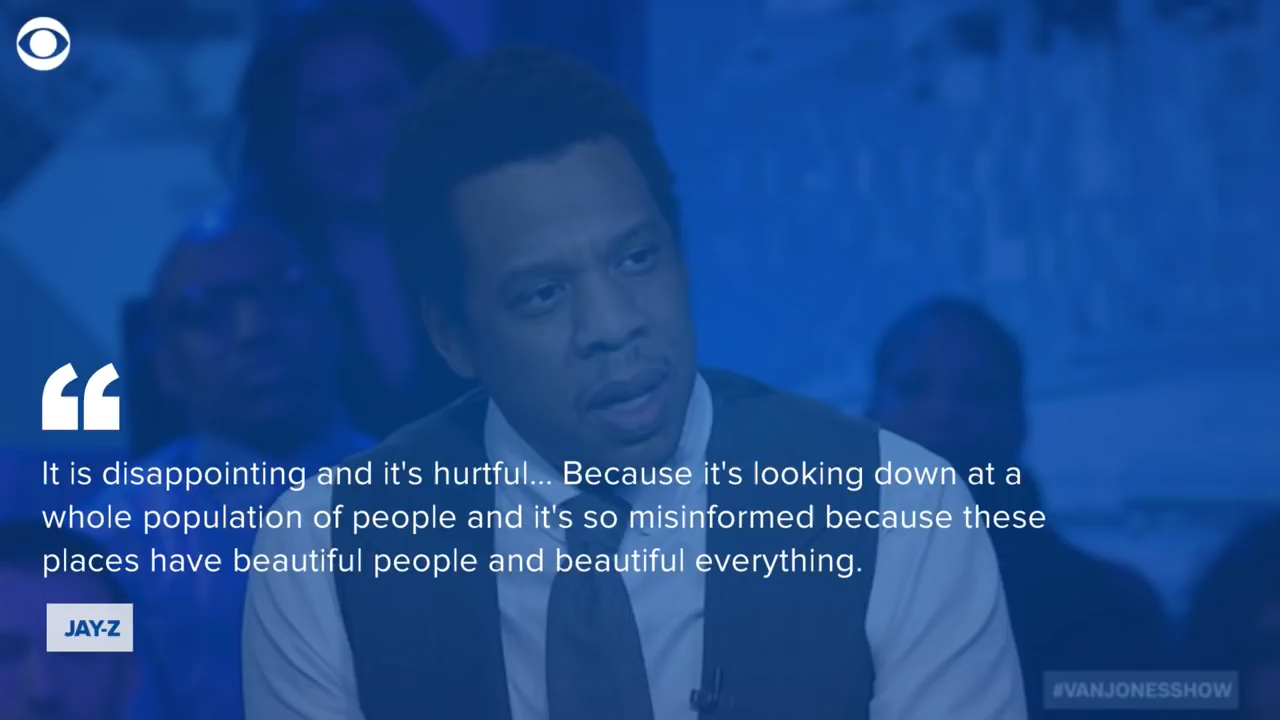 It is disappointing and it's hurtful... Because it's looking down at a
whole population of people and it's so misinformed because these
places have beautiful people and beautiful everything.
JAY-Z
#VANJONESSHOW